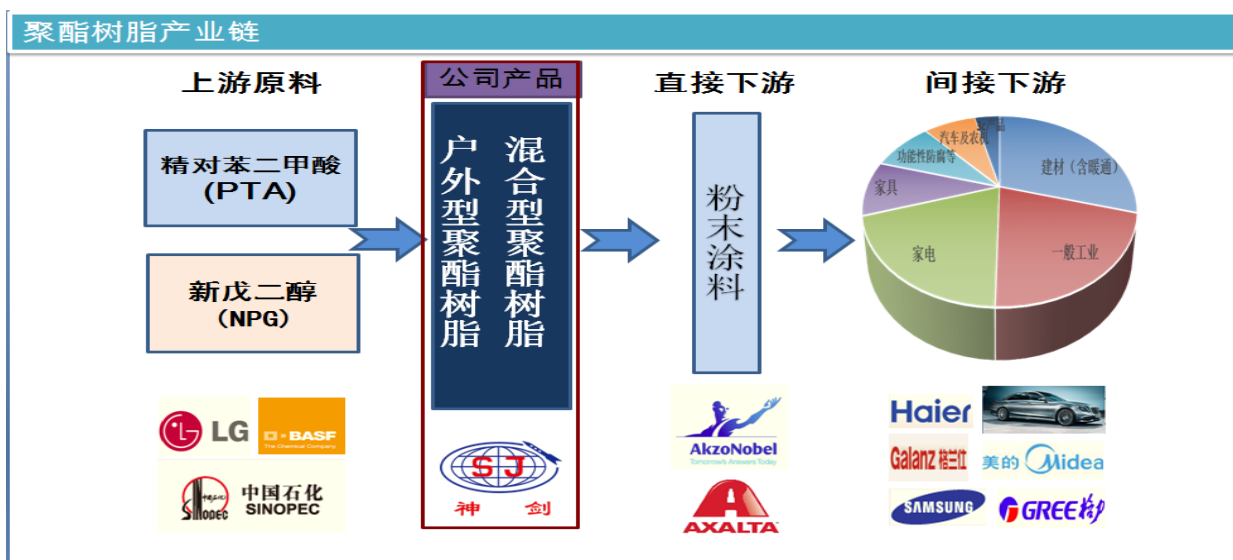 聚酯树脂产业链
上游原料
精对苯二甲酸
(PTA)
新戊二醇
(NPG)
LG
BASF
The Chemical Company
SINOPEC
中国石化
SINOPEC
公司产品
户外型聚酯树脂
混合型聚酯树脂
SJ
神剑
直接下游
粉末涂料
AkzoNobel
Tomorrow's Answers Today
AXALTA
间接下游
汽车及农机
功能性防腐等
家具
家电
建材（含暖通）
一般工业
Haier
Galanz 格兰仕
美的 Midea
SAMSUNG
GREE 格力